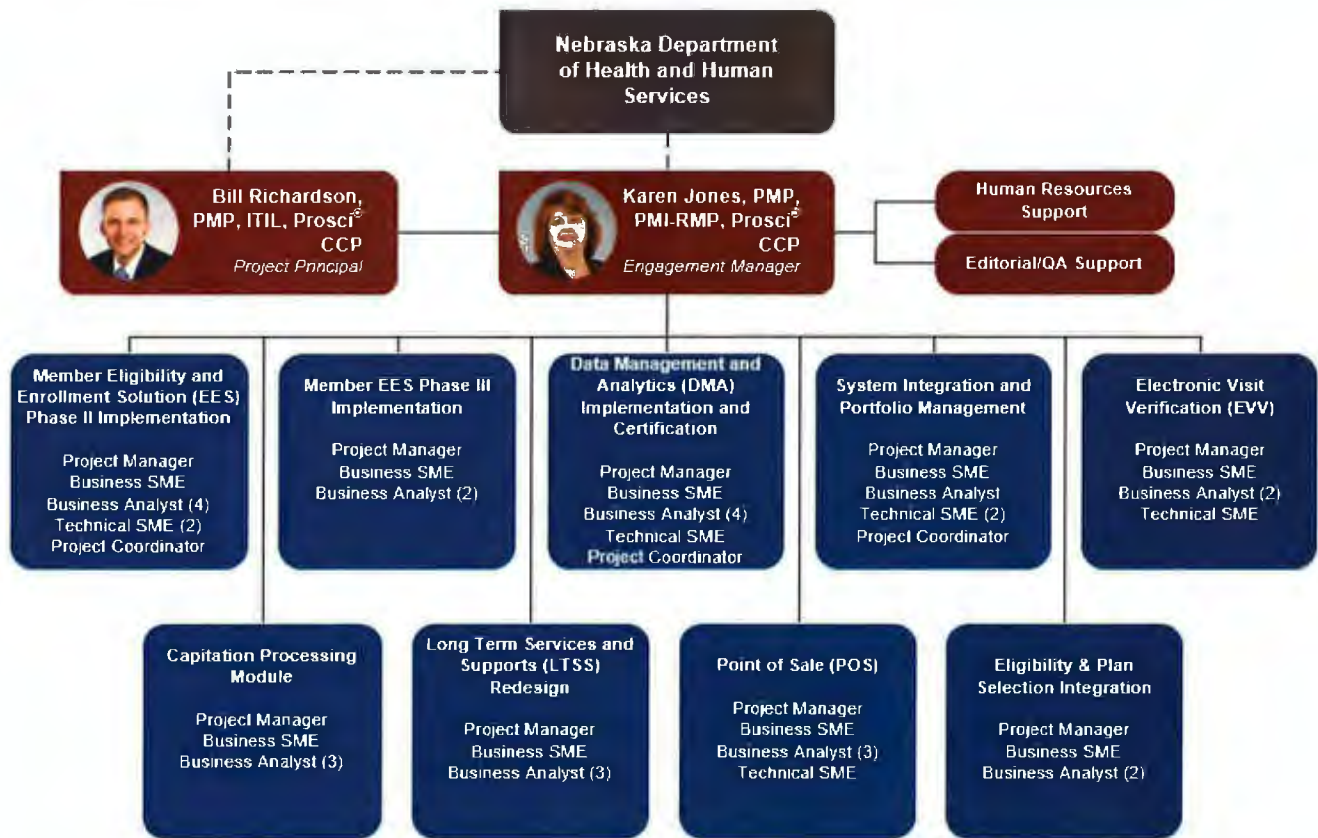 Nebraska Department
of Health and Human
Services
Bill Richardson,
PMP, ITIL, Prosci®
CCP
Project Principal
Karen Jones, PMP,
PMI-RMP, Prosci®
CCP
Engagement Manager
Human Resources
Support
Editorial/QA Support
Member Eligibility and
Enrollment Solution (EES)
Phase II Implementation
Project Manager
Business SME
Business Analyst (4)
Technical SME (2)
Project Coordinator
Member EES Phase III
Implementation
Project Manager
Business SME
Business Analyst (2)
Data Management and
Analytics (DMA)
Implementation and
Certification
Project Manager
Business SME
Business Analyst (4)
Technical SME
Project Coordinator
System Integration and
Portfolio Management
Project Manager
Business SME
Business Analyst
Technical SME (2)
Project Coordinator
Electronic Visit
Verification (EVV)
Project Manager
Business SME
Business Analyst (2)
Technical SME
Capitation Processing
Module
Project Manager
Business SME
Business Analyst (3)
Long Term Services and
Supports (LTSS)
Redesign
Project Manager
Business SME
Business Analyst (3)
Point of Sale (POS)
Project Manager
Business SME
Business Analyst (3)
Technical SME
Eligibility & Plan
Selection Integration
Project Manager
Business SME
Business Analyst (2)